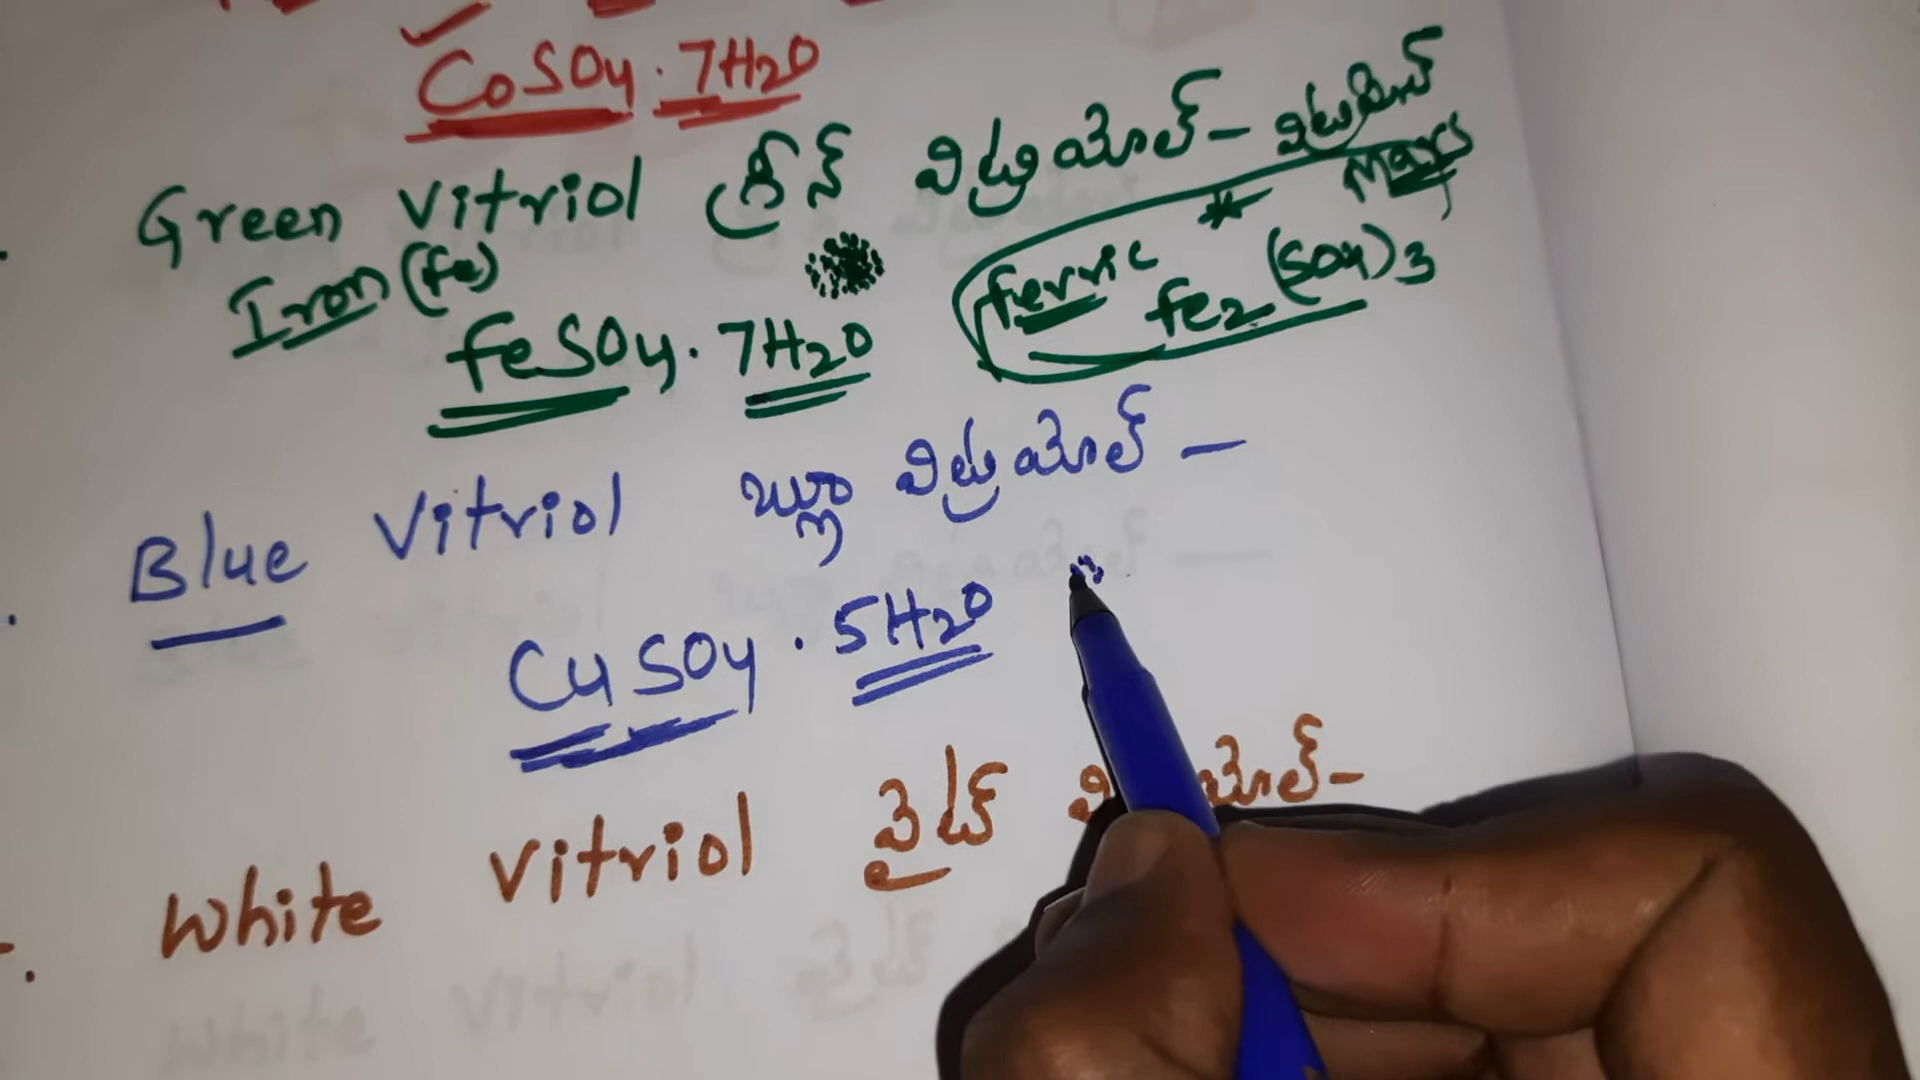 CoSO4 . 7H2O
Green Vitriol గ్రీన్ విట్రియోల్ - విట్రియోల్
Mars
Iron (fe)
feSO4 . 7H2O
ferric fe2 (SO4)3
Blue Vitriol బ్లూ విట్రియోల్ -
CuSO4 . 5H2O
White Vitriol వైట్